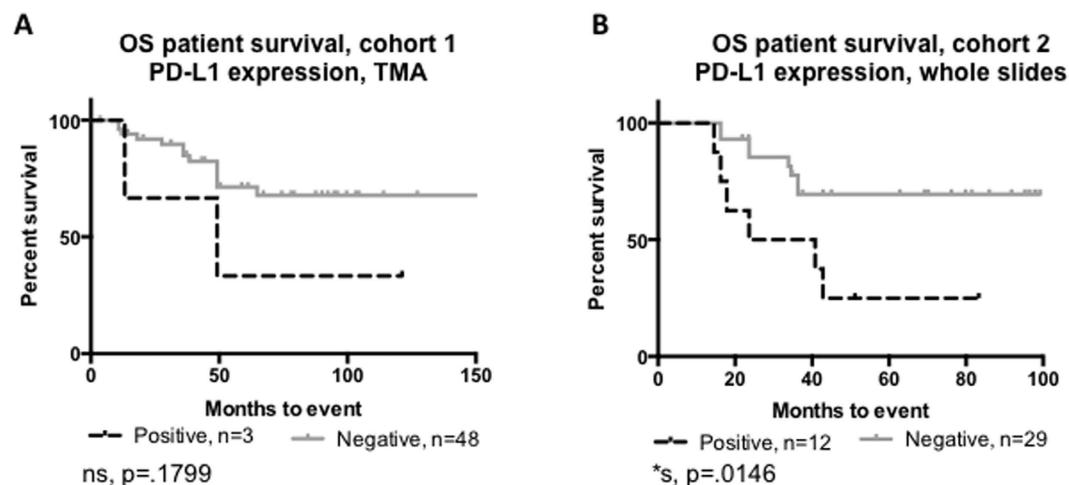 A
OS patient survival, cohort 1
PD-L1 expression, TMA
Percent survival
100
50
0
0 50 100 150
Months to event
Positive, n=3 Negative, n=48
ns, p=.1799
B
OS patient survival, cohort 2
PD-L1 expression, whole slides
Percent survival
100
50
0
0 20 40 60 80 100
Months to event
Positive, n=12 Negative, n=29
*s, p=.0146